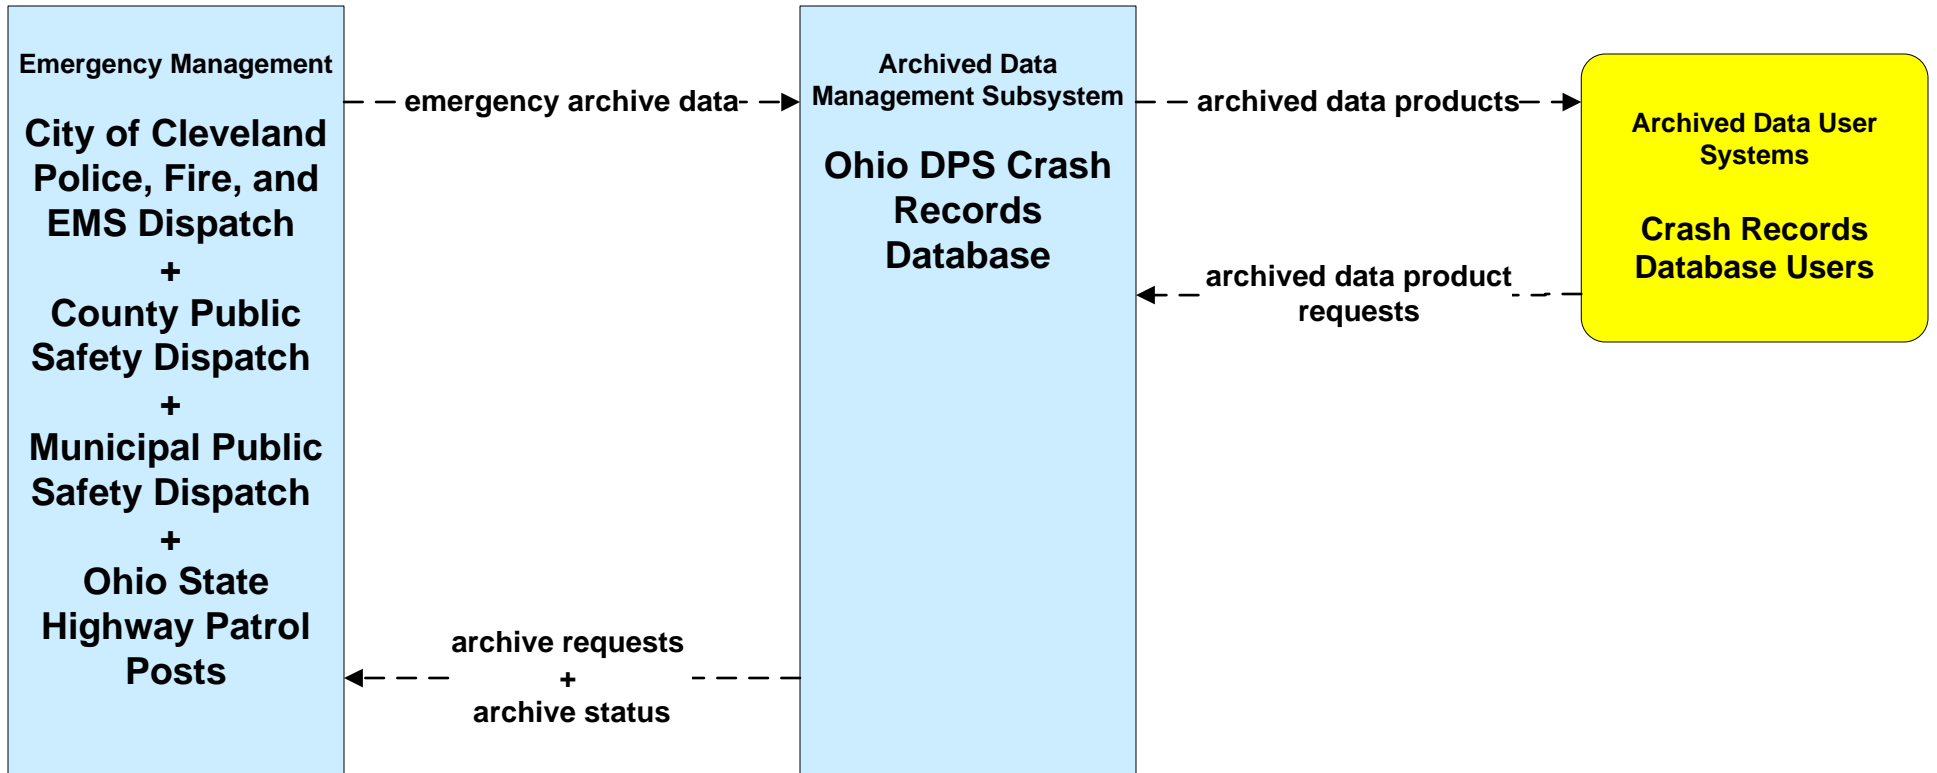 Emergency Management
City of Cleveland
Police, Fire, and
EMS Dispatch
+
County Public
Safety Dispatch
+
Municipal Public
Safety Dispatch
+
Ohio State
Highway Patrol
Posts
emergency archive data
archive requests
+
archive status
Archived Data
Management Subsystem
Ohio DPS Crash
Records
Database
archived data products
archived data product
requests
Archived Data User
Systems
Crash Records
Database Users